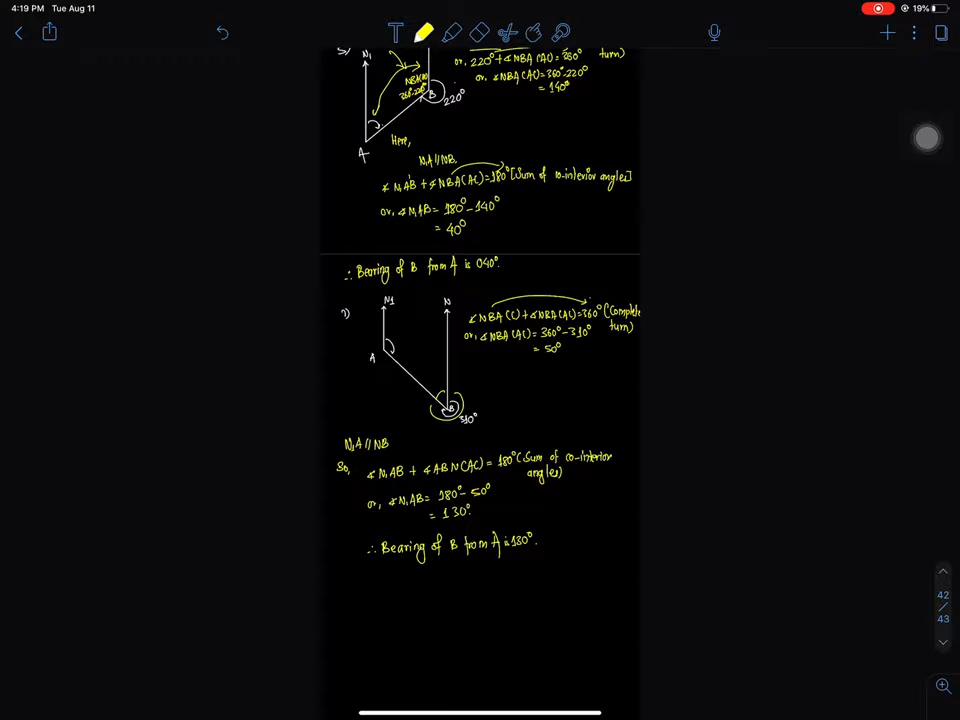 4:19 PM Tue Aug 11
19%
N₁
or, 220° + ∡NBA (AC) = 360° turn)
or, ∡NBA (AC) = 360° - 220°
= 140°
NBA(AC)
360°-220°
B
220°
A
Here,
N₁A // NB.
∡N₁AB + ∡NBA (AC) = 180° [Sum of co-interior angles]
or, ∡N₁AB = 180° - 140°
= 40°
∴ Bearing of B from A is 040°.
N1
N
A
B
310°
∡NBA (C) + ∡NBA (AC) = 360° (Complete
turn)
or, ∡NBA (AC) = 360° - 310°
= 50°
N₁A // NB
So,
∡N₁AB + ∡ABN (AC) = 180° (Sum of co-interior
angles)
or, ∡N₁AB = 180° - 50°
= 130°.
∴ Bearing of B from A is 130°.
42
/
43